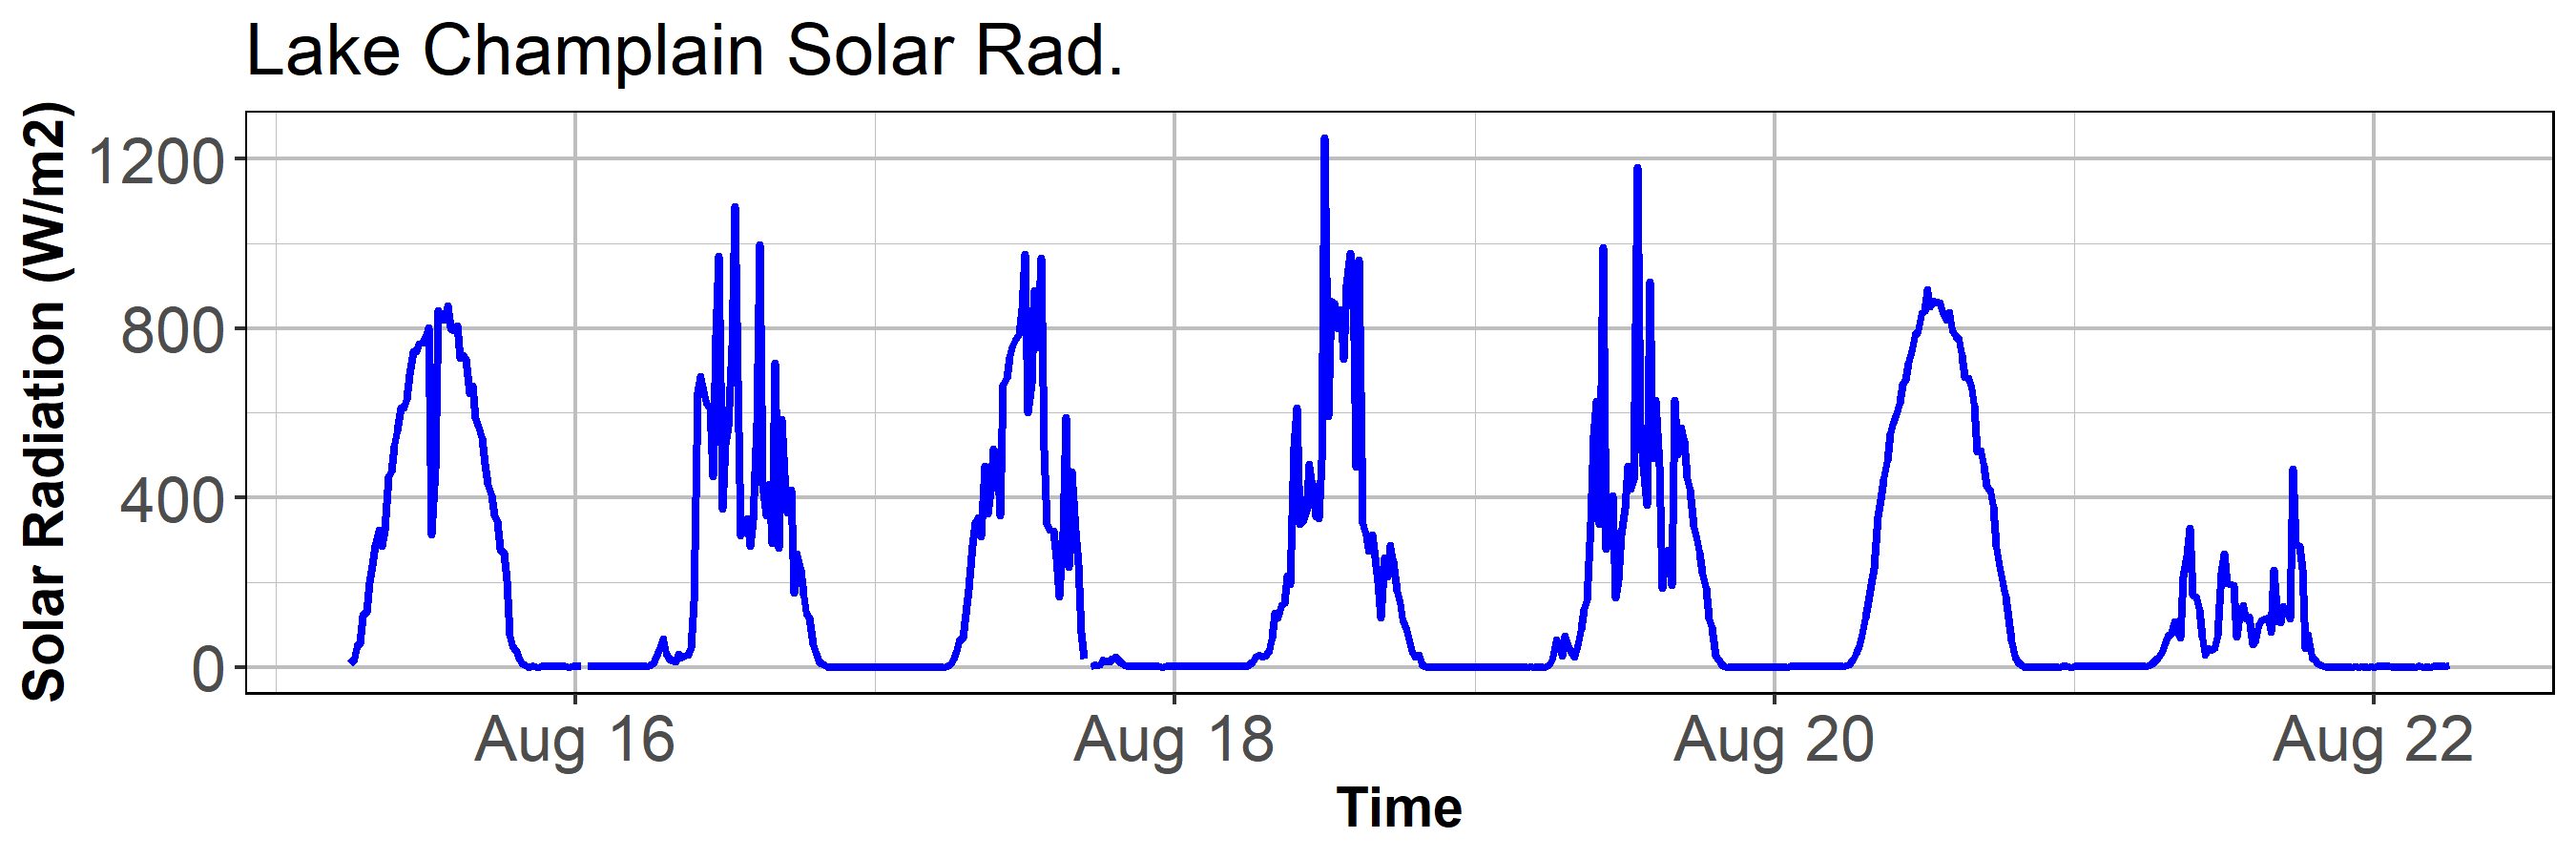 Lake Champlain Solar Rad.
Solar Radiation (W/m2)
1200
800
400
0
Aug 16
Aug 18
Aug 20
Aug 22
Time